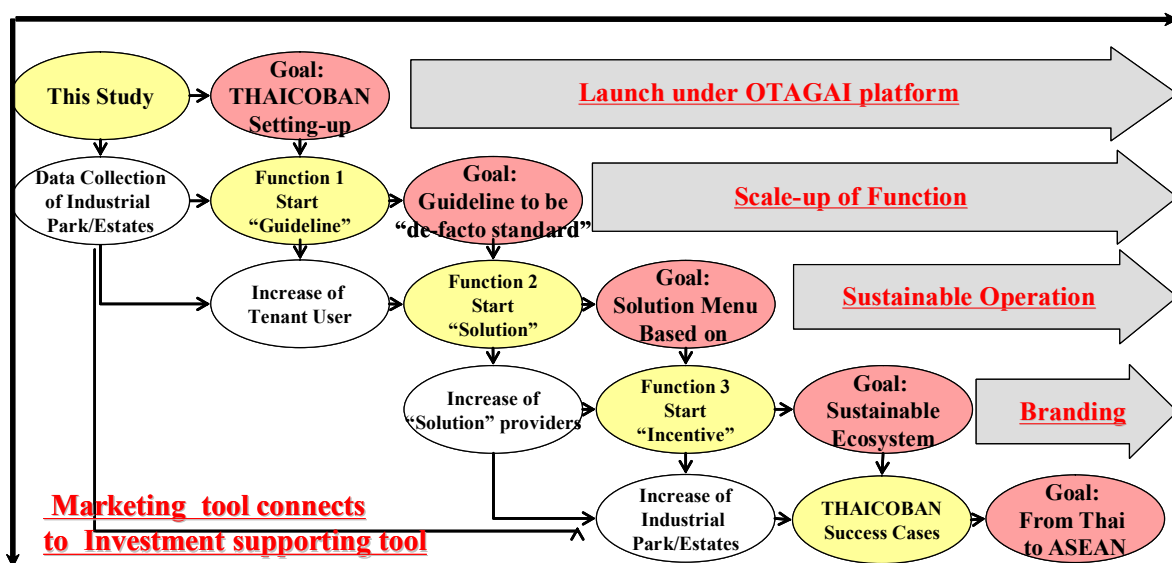 This Study
Goal:
THAICOBAN
Setting-up
Launch under OTAGAI platform
Data Collection
of Industrial
Park/Estates
Function 1
Start
“Guideline”
Goal:
Guideline to be
“de-facto standard”
Scale-up of Function
Increase of
Tenant User
Function 2
Start
“Solution”
Goal:
Solution Menu
Based on
Sustainable Operation
Increase of
“Solution” providers
Function 3
Start
“Incentive”
Goal:
Sustainable
Ecosystem
Branding
Marketing tool connects
to Investment supporting tool
Increase of
Industrial
Park/Estates
THAICOBAN
Success Cases
Goal:
From Thai
to ASEAN